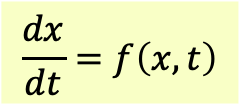 dx/dt = f(x,t)